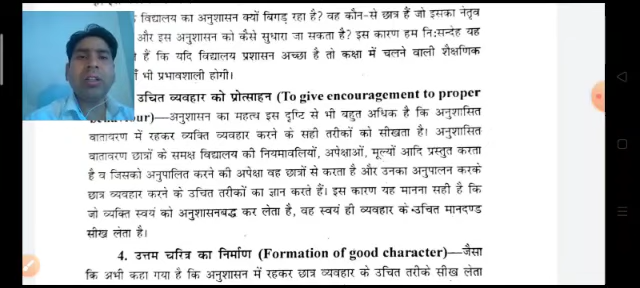 विद्यालय का अनुशासन क्यों बिगड़ रहा है? वह कौन-से छात्र हैं जो इसका नेतृत्व
और इस अनुशासन को कैसे सुधारा जा सकता है? इस कारण हम निःसन्देह यह
हैं कि यदि विद्यालय प्रशासन अच्छा है तो कक्षा में चलने वाली शैक्षणिक
भी प्रभावशाली होगी।
उचित व्यवहार को प्रोत्साहन (To give encouragement to proper
behaviour)—अनुशासन का महत्व इस दृष्टि से भी बहुत अधिक है कि अनुशासित
वातावरण में रहकर व्यक्ति व्यवहार करने के सही तरीकों को सीखता है। अनुशासित
वातावरण छात्रों के समक्ष विद्यालय की नियमावलियों, अपेक्षाओं, मूल्यों आदि प्रस्तुत करता
है व जिसको अनुपालित करने की अपेक्षा वह छात्रों से करता है और उनका अनुपालन करके
छात्र व्यवहार करने के उचित तरीकों का ज्ञान करते हैं। इस कारण यह मानना सही है कि
जो व्यक्ति स्वयं को अनुशासनबद्ध कर लेता है, वह स्वयं ही व्यवहार के उचित मानदण्ड
सीख लेता है।
4. उत्तम चरित्र का निर्माण (Formation of good character)—जैसा
कि अभी कहा गया है कि अनुशासन में रहकर छात्र व्यवहार के उचित तरीके सीख लेता